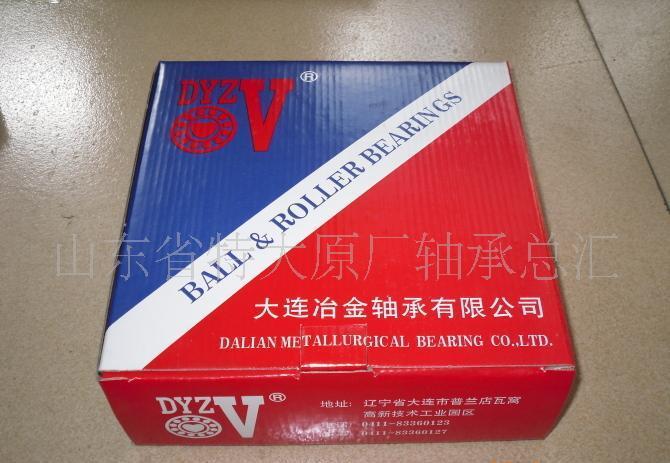 DYZV®
BALL & ROLLER BEARINGS
山东省特大原厂轴承总汇
大连冶金轴承有限公司
DALIAN METALLURGICAL BEARING CO.,LTD.
DYZV®
地址: 辽宁省大连市普兰店瓦窝
高新技术工业园区
0411-83360123
0411-83360127